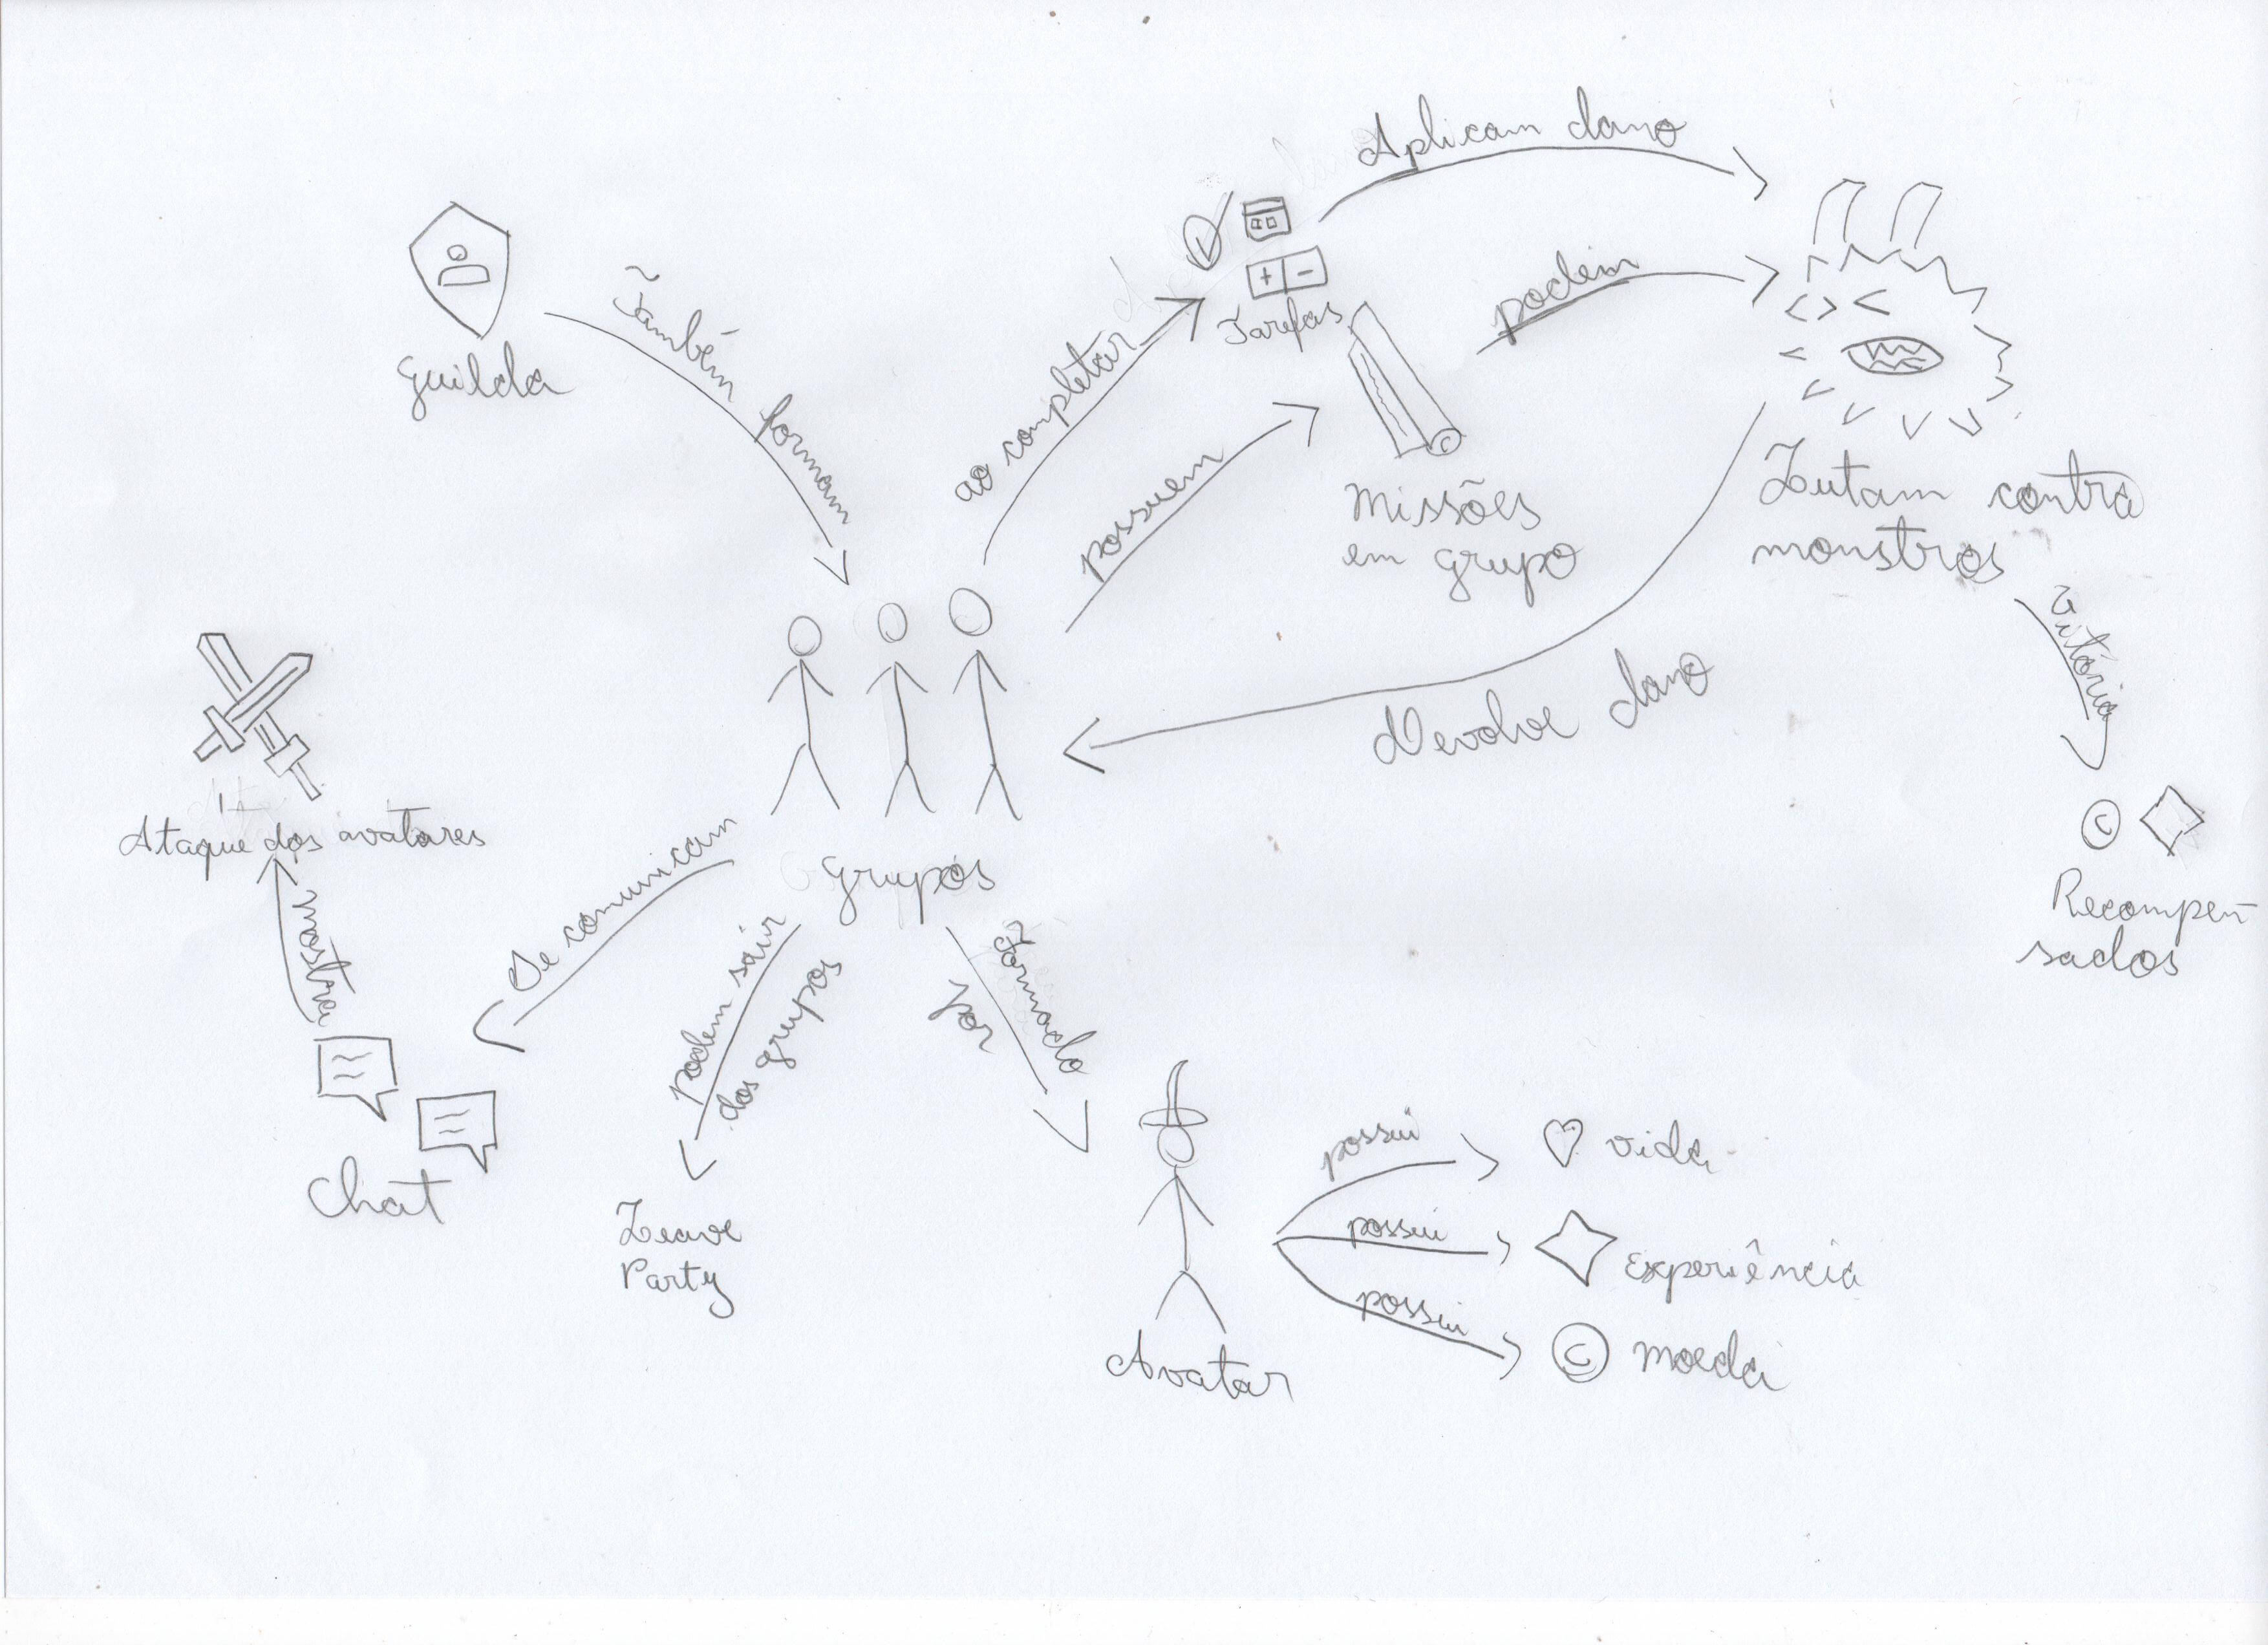 Aplicam dano
Guilda
Também formam
ao completar
Tarefas
podem
possuem
Missões
em grupo
Lutam contra
monstros
Vitória
Devolve dano
Ataque dos avatares
mostra
Se comunicam
Grupos
podem sair
dos grupos
Formado
por
C
Recompen-
sados
Chat
Leave
Party
Avatar
possui
vida
possui
Experiência
possui
C
moeda